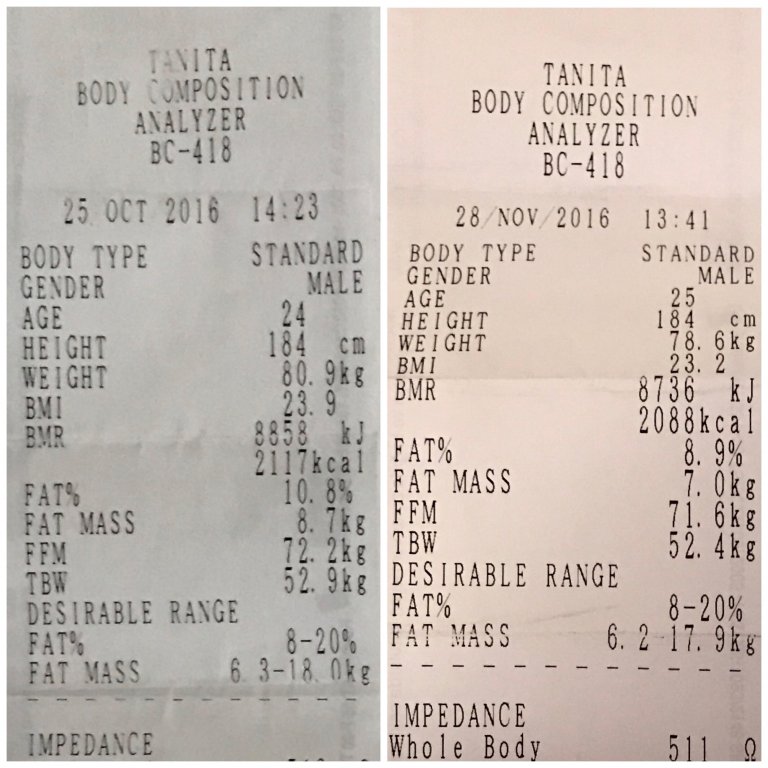 TANITA
BODY COMPOSITION
ANALYZER
BC-418
25 OCT 2016 14:23
BODY TYPE STANDARD
GENDER MALE
AGE 24
HEIGHT 184 cm
WEIGHT 80.9kg
BMI 23.9
BMR 8858 kJ
2117kcal
FAT% 10.8%
FAT MASS 8.7kg
FFM 72.2kg
TBW 52.9kg
DESIRABLE RANGE
FAT% 8-20%
FAT MASS 6.3-18.0kg
IMPEDANCE
TANITA
BODY COMPOSITION
ANALYZER
BC-418
28/NOV/2016 13:41
BODY TYPE STANDARD
GENDER MALE
AGE 25
HEIGHT 184 cm
WEIGHT 78.6kg
BMI 23.2
BMR 8736 kJ
2088kcal
FAT% 8.9%
FAT MASS 7.0kg
FFM 71.6kg
TBW 52.4kg
DESIRABLE RANGE
FAT% 8-20%
FAT MASS 6.2-17.9kg
IMPEDANCE
Whole Body 511 Ω